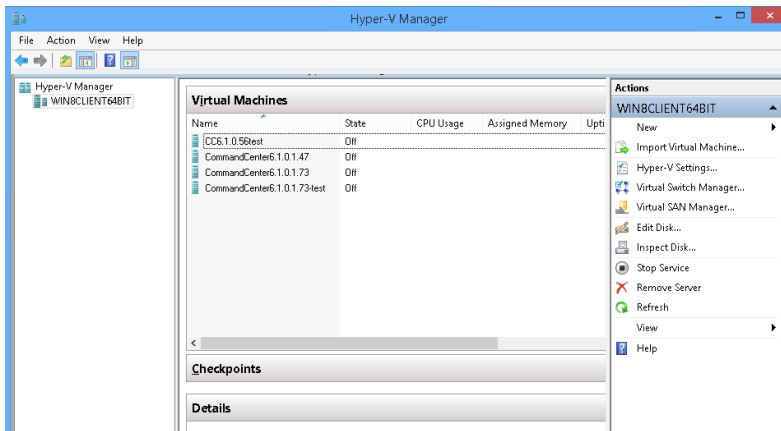 Hyper-V Manager
File Action View Help
Hyper-V Manager
WIN8CLIENT64BIT
Virtual Machines
Name State CPU Usage Assigned Memory Upti
CC6.1.0.56test Off
CommandCenter6.1.0.1.47 Off
CommandCenter6.1.0.1.73 Off
CommandCenter6.1.0.1.73-test Off
Checkpoints
Details
Actions
WIN8CLIENT64BIT
New
Import Virtual Machine...
Hyper-V Settings...
Virtual Switch Manager...
Virtual SAN Manager...
Edit Disk...
Inspect Disk...
Stop Service
Remove Server
Refresh
View
Help